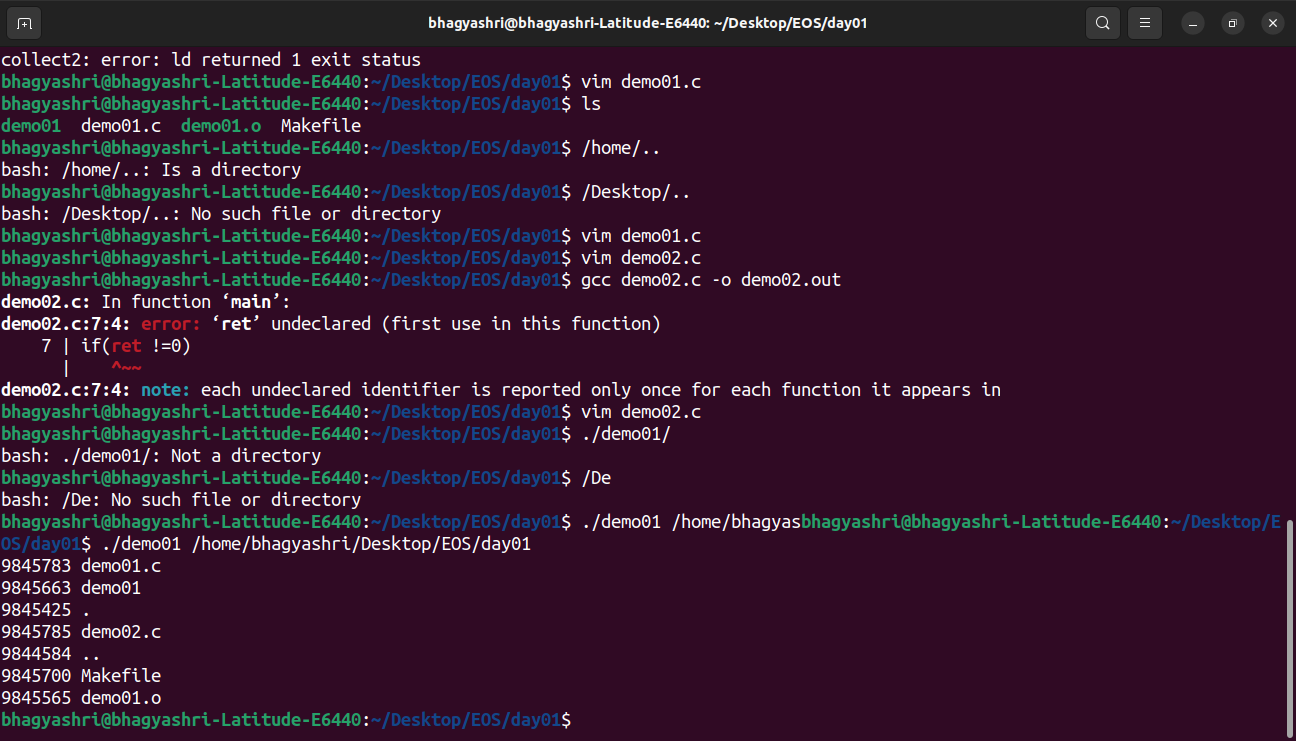 bhagyashri@bhagyashri-Latitude-E6440: ~/Desktop/EOS/day01
collect2: error: ld returned 1 exit status
bhagyashri@bhagyashri-Latitude-E6440:~/Desktop/EOS/day01$ vim demo01.c
bhagyashri@bhagyashri-Latitude-E6440:~/Desktop/EOS/day01$ ls
demo01  demo01.c  demo01.o  Makefile
bhagyashri@bhagyashri-Latitude-E6440:~/Desktop/EOS/day01$ /home/..
bash: /home/..: Is a directory
bhagyashri@bhagyashri-Latitude-E6440:~/Desktop/EOS/day01$ /Desktop/..
bash: /Desktop/..: No such file or directory
bhagyashri@bhagyashri-Latitude-E6440:~/Desktop/EOS/day01$ vim demo01.c
bhagyashri@bhagyashri-Latitude-E6440:~/Desktop/EOS/day01$ vim demo02.c
bhagyashri@bhagyashri-Latitude-E6440:~/Desktop/EOS/day01$ gcc demo02.c -o demo02.out
demo02.c: In function ‘main’:
demo02.c:7:4: error: ‘ret’ undeclared (first use in this function)
    7 | if(ret !=0)
      |    ^~~
demo02.c:7:4: note: each undeclared identifier is reported only once for each function it appears in
bhagyashri@bhagyashri-Latitude-E6440:~/Desktop/EOS/day01$ vim demo02.c
bhagyashri@bhagyashri-Latitude-E6440:~/Desktop/EOS/day01$ ./demo01/
bash: ./demo01/: Not a directory
bhagyashri@bhagyashri-Latitude-E6440:~/Desktop/EOS/day01$ /De
bash: /De: No such file or directory
bhagyashri@bhagyashri-Latitude-E6440:~/Desktop/EOS/day01$ ./demo01 /home/bhagyasbhagyashri@bhagyashri-Latitude-E6440:~/Desktop/E
OS/day01$ ./demo01 /home/bhagyashri/Desktop/EOS/day01
9845783 demo01.c
9845663 demo01
9845425 .
9845785 demo02.c
9844584 ..
9845700 Makefile
9845565 demo01.o
bhagyashri@bhagyashri-Latitude-E6440:~/Desktop/EOS/day01$